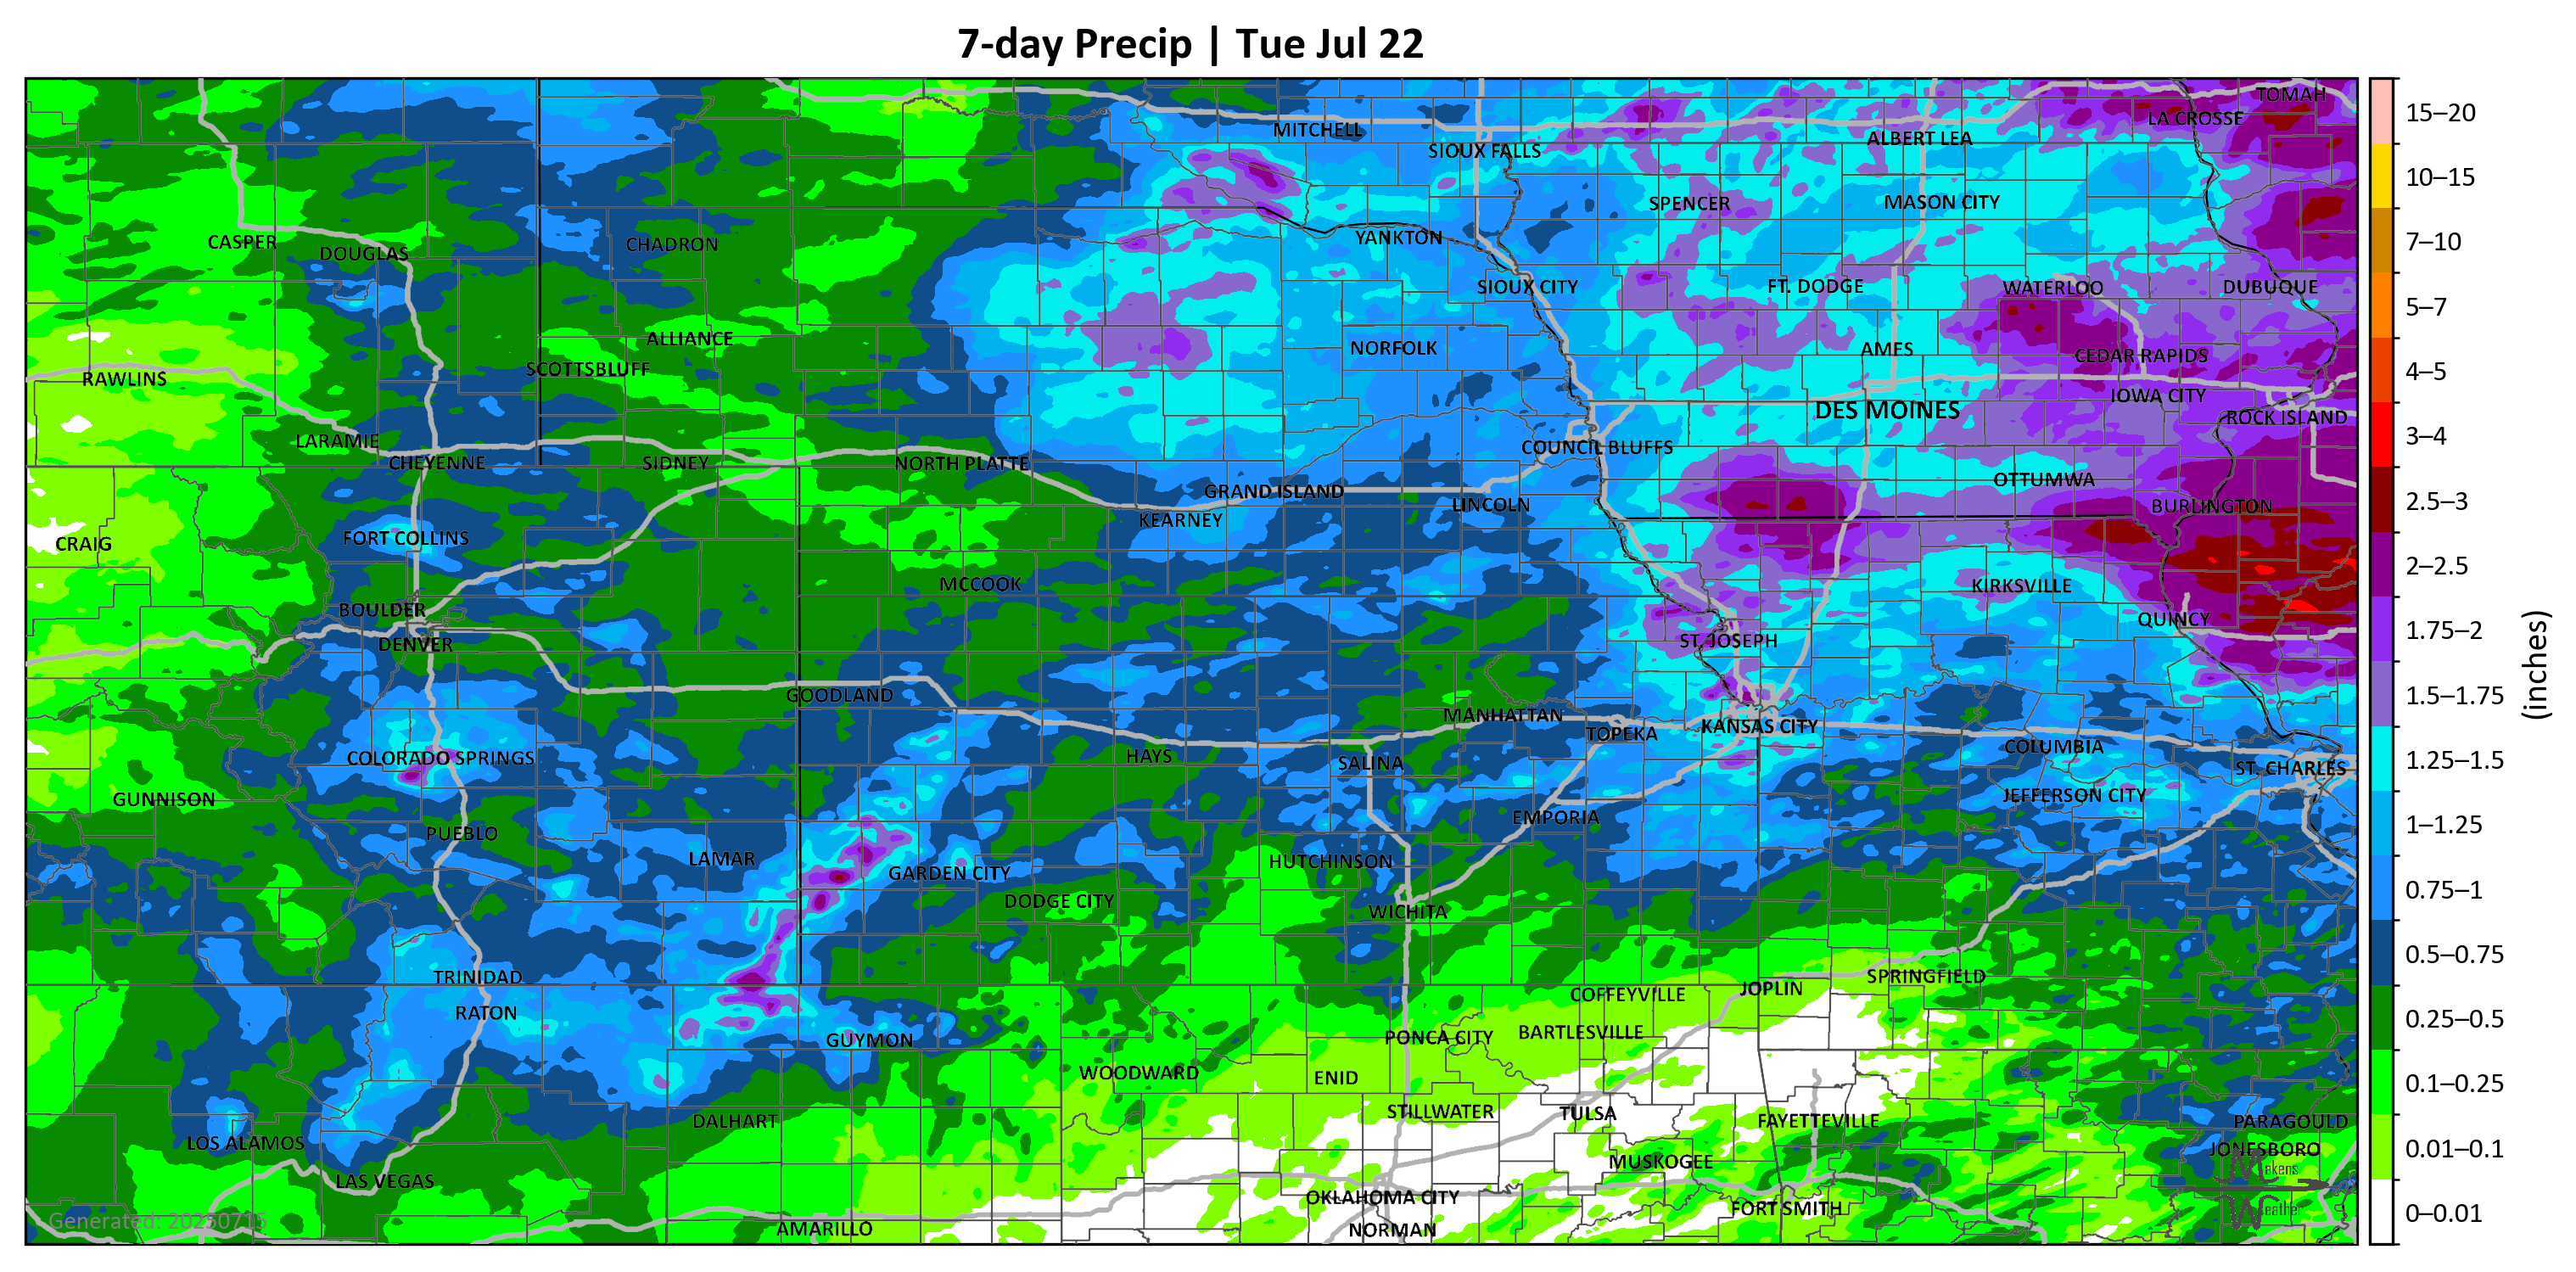 7-day Precip | Tue Jul 22
TOMAH
LA CROSSE
MITCHELL
ALBERT LEA
SIOUX FALLS
SPENCER
MASON CITY
CASPER
DOUGLAS
CHADRON
YANKTON
SIOUX CITY
FT. DODGE
WATERLOO
DUBUQUE
ALLIANCE
NORFOLK
AMES
CEDAR RAPIDS
RAWLINS
SCOTTSBLUFF
IOWA CITY
DES MOINES
ROCK ISLAND
LARAMIE
COUNCIL BLUFFS
CHEYENNE
SIDNEY
NORTH PLATTE
OTTUMWA
GRAND ISLAND
LINCOLN
BURLINGTON
KEARNEY
CRAIG
FORT COLLINS
MCCOOK
KIRKSVILLE
BOULDER
QUINCY
DENVER
ST. JOSEPH
GOODLAND
MANHATTAN
KANSAS CITY
TOPEKA
COLUMBIA
COLORADO SPRINGS
HAYS
SALINA
ST. CHARLES
GUNNISON
JEFFERSON CITY
EMPORIA
PUEBLO
LAMAR
HUTCHINSON
GARDEN CITY
DODGE CITY
WICHITA
TRINIDAD
SPRINGFIELD
COFFEYVILLE
JOPLIN
RATON
GUYMON
PONCA CITY
BARTLESVILLE
WOODWARD
ENID
STILLWATER
TULSA
DALHART
FAYETTEVILLE
PARAGOULD
LOS ALAMOS
JONESBORO
MUSKOGEE
LAS VEGAS
OKLAHOMA CITY
FORT SMITH
AMARILLO
NORMAN
Generated: 20250715
Makens
Weather
15–20
10–15
7–10
5–7
4–5
3–4
2.5–3
2–2.5
1.75–2
1.5–1.75
1.25–1.5
1–1.25
0.75–1
0.5–0.75
0.25–0.5
0.1–0.25
0.01–0.1
0–0.01
(inches)